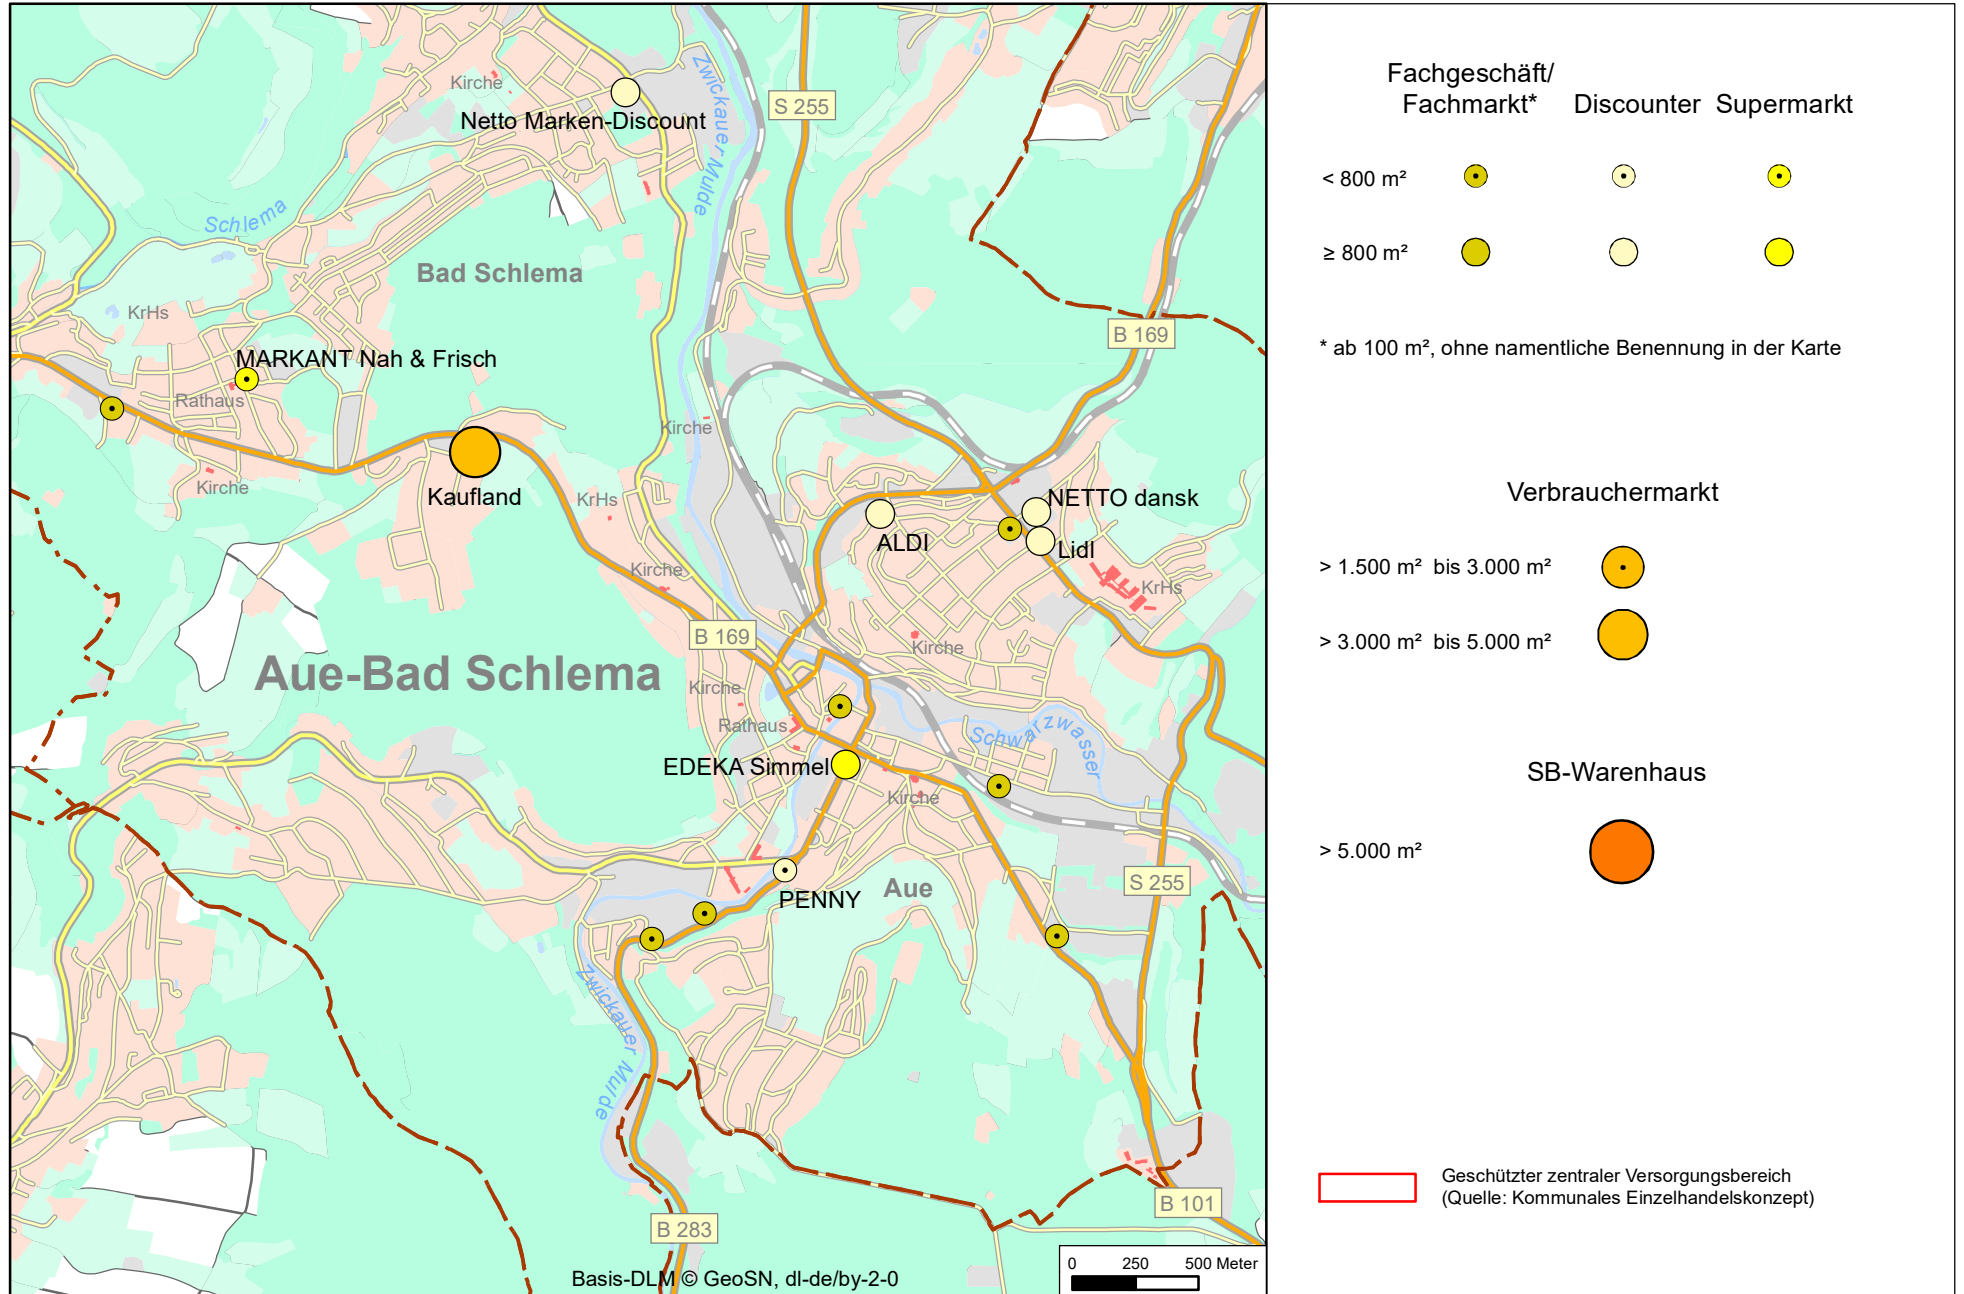 Kirche
Netto Marken-Discount
Zwickauer Mulde
S 255
Schlema
Bad Schlema
KrHs
B 169
MARKANT Nah & Frisch
Rathaus
Kirche
Kirche
Kaufland
KrHs
NETTO dansk
ALDI
Lidl
Kirche
KrHs
B 169
Kirche
Aue-Bad Schlema
Kirche
Rathaus
Schwarzwasser
EDEKA Simmel
Kirche
PENNY
Aue
S 255
Zwickauer Mulde
B 101
B 283
Basis-DLM © GeoSN, dl-de/by-2-0
0 250 500 Meter
Fachgeschäft/
Fachmarkt* Discounter Supermarkt
< 800 m²
≥ 800 m²
* ab 100 m², ohne namentliche Benennung in der Karte
Verbrauchermarkt
> 1.500 m² bis 3.000 m²
> 3.000 m² bis 5.000 m²
SB-Warenhaus
> 5.000 m²
Geschützter zentraler Versorgungsbereich
(Quelle: Kommunales Einzelhandelskonzept)